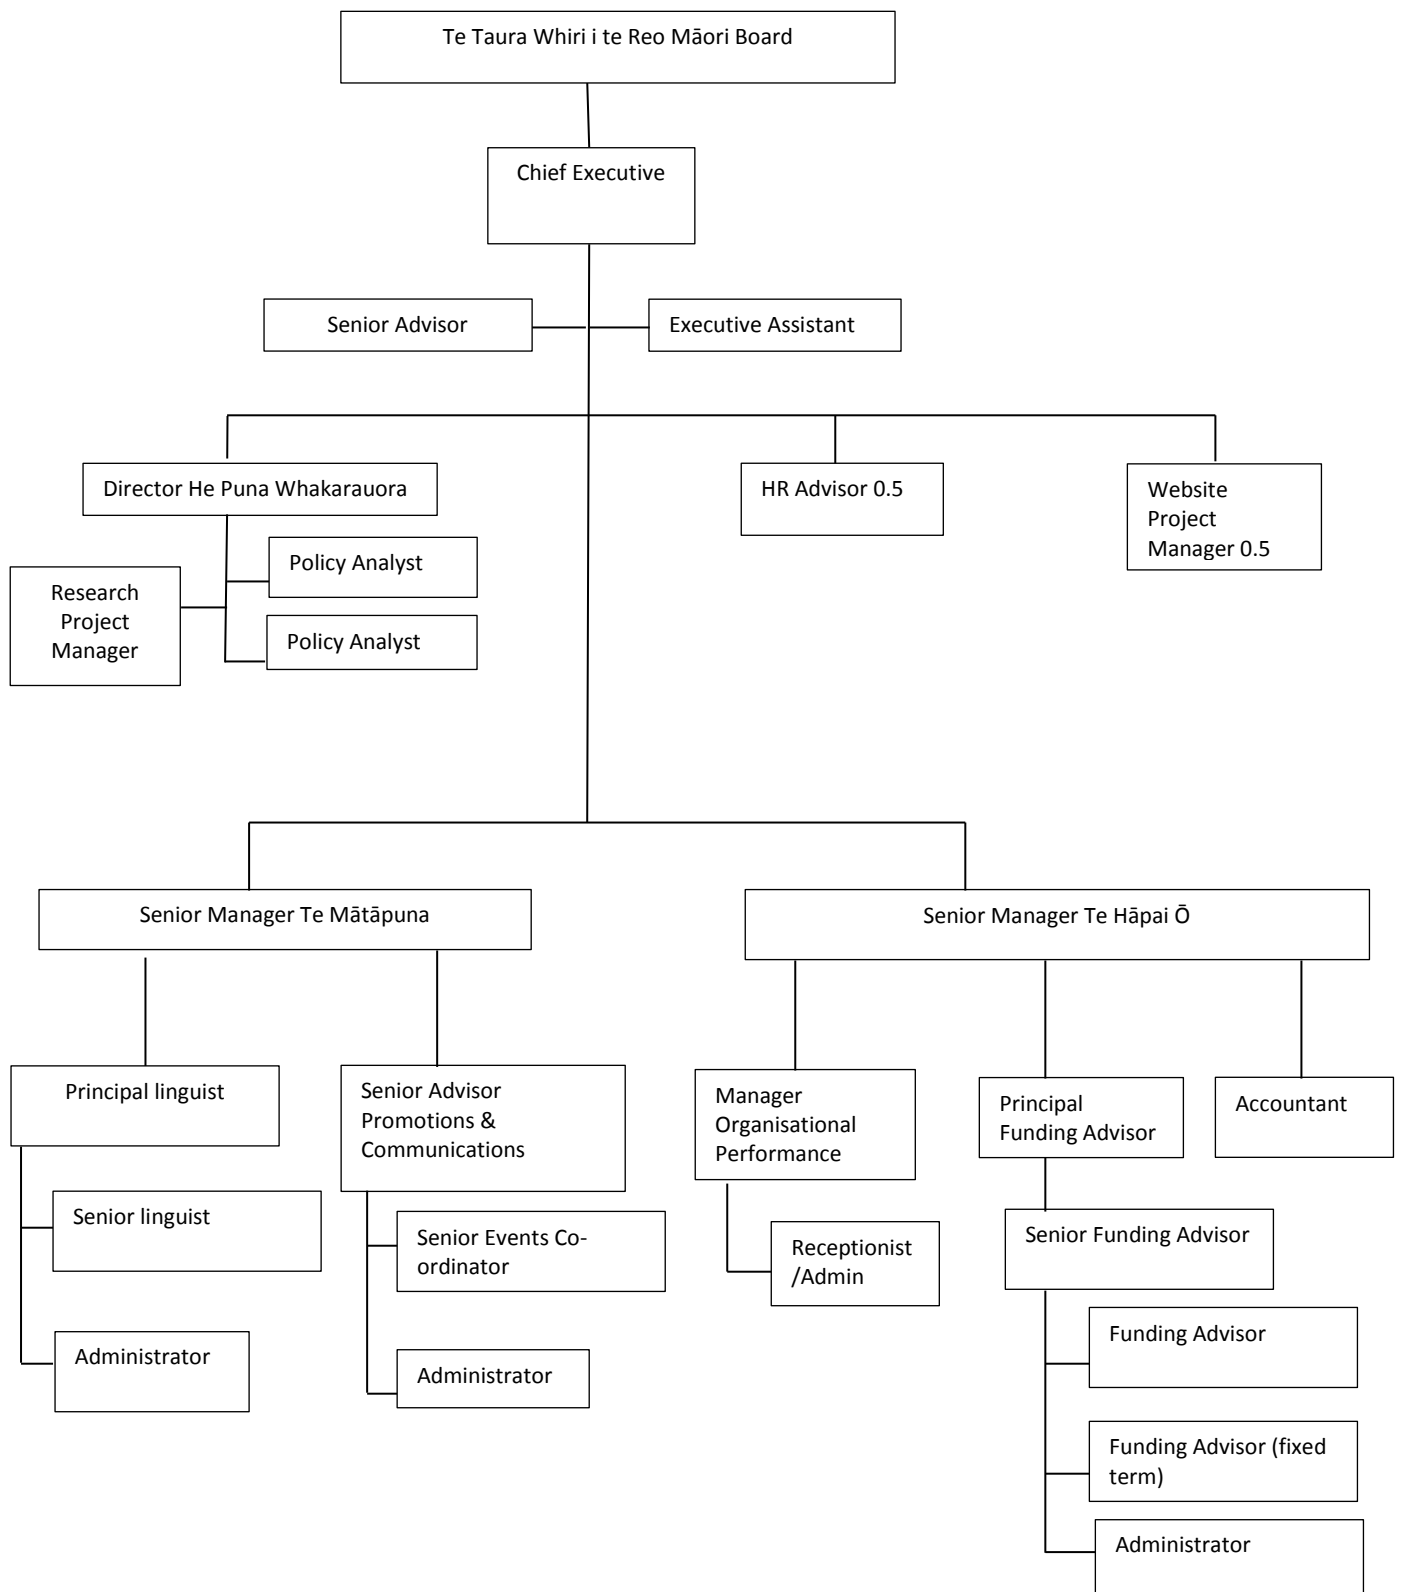 Te Taura Whiri i te Reo Māori Board
Chief Executive
Senior Advisor
Executive Assistant
Director He Puna Whakarauora
HR Advisor 0.5
Website
Project
Manager 0.5
Policy Analyst
Research
Project
Manager
Policy Analyst
Senior Manager Te Mātāpuna
Senior Manager Te Hāpai Ō
Principal linguist
Senior Advisor
Promotions &
Communications
Manager
Organisational
Performance
Principal
Funding Advisor
Accountant
Senior linguist
Senior Events Co-
ordinator
Receptionist
/Admin
Senior Funding Advisor
Administrator
Administrator
Funding Advisor
Funding Advisor (fixed
term)
Administrator